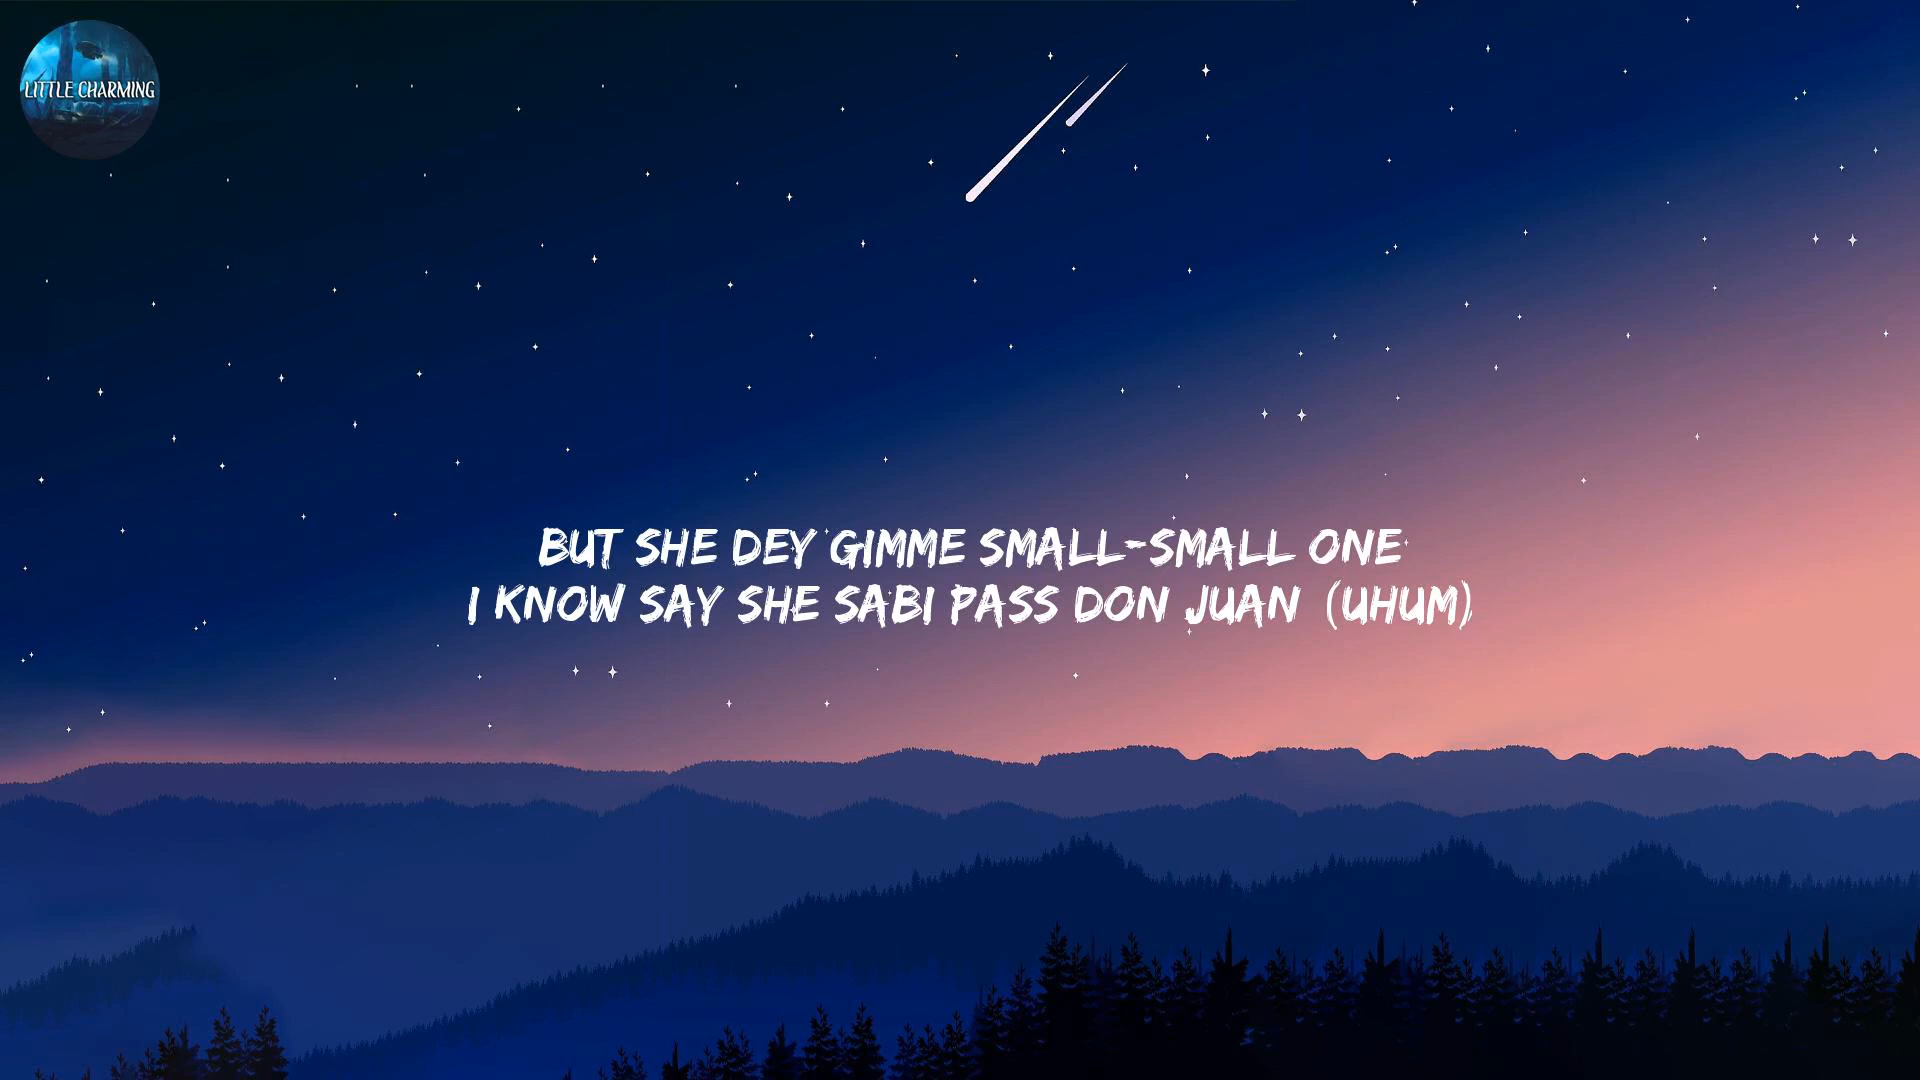 LITTLE CHARMING
BUT SHE DEY GIMME SMALL-SMALL ONE
I KNOW SAY SHE SABI PASS DON JUAN (UHUM)